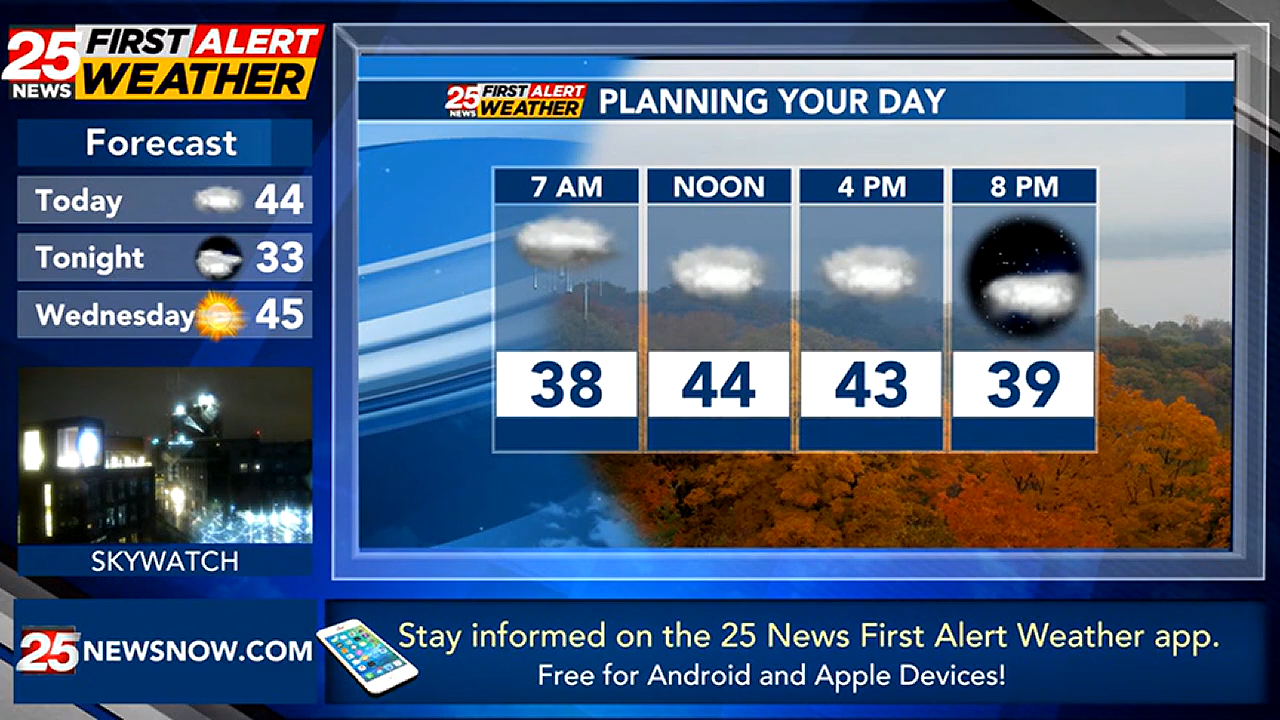 25 NEWS FIRST ALERT WEATHER
Forecast
Today 44
Tonight 33
Wednesday 45
SKYWATCH
25 NEWS FIRST ALERT WEATHER PLANNING YOUR DAY
7 AM NOON 4 PM 8 PM
38 44 43 39
25 NEWSNOW.COM
Stay informed on the 25 News First Alert Weather app.
Free for Android and Apple Devices!